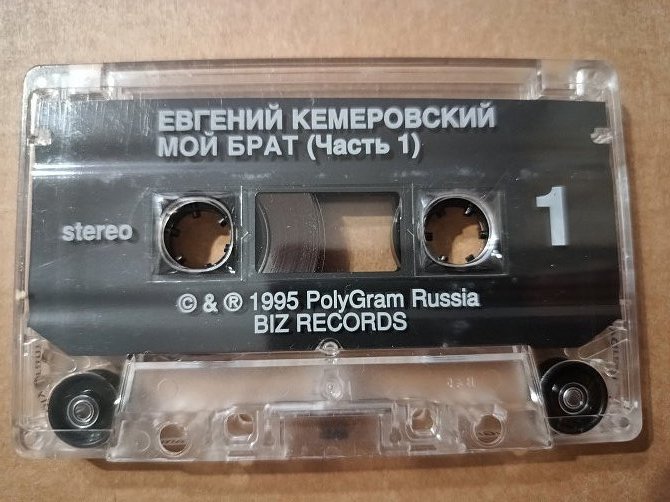 ЕВГЕНИЙ КЕМЕРОВСКИЙ
МОЙ БРАТ (Часть 1)
stereo
1
© & ® 1995 PolyGram Russia
BIZ RECORDS